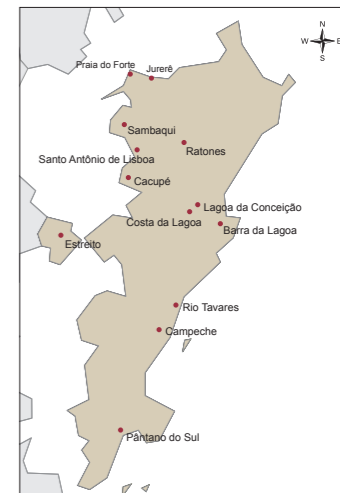 N
W E
S
Praia do Forte
Jurerê
Sambaqui
Ratones
Santo Antônio de Lisboa
Cacupé
Lagoa da Conceição
Costa da Lagoa
Barra da Lagoa
Estreito
Rio Tavares
Campeche
Pântano do Sul